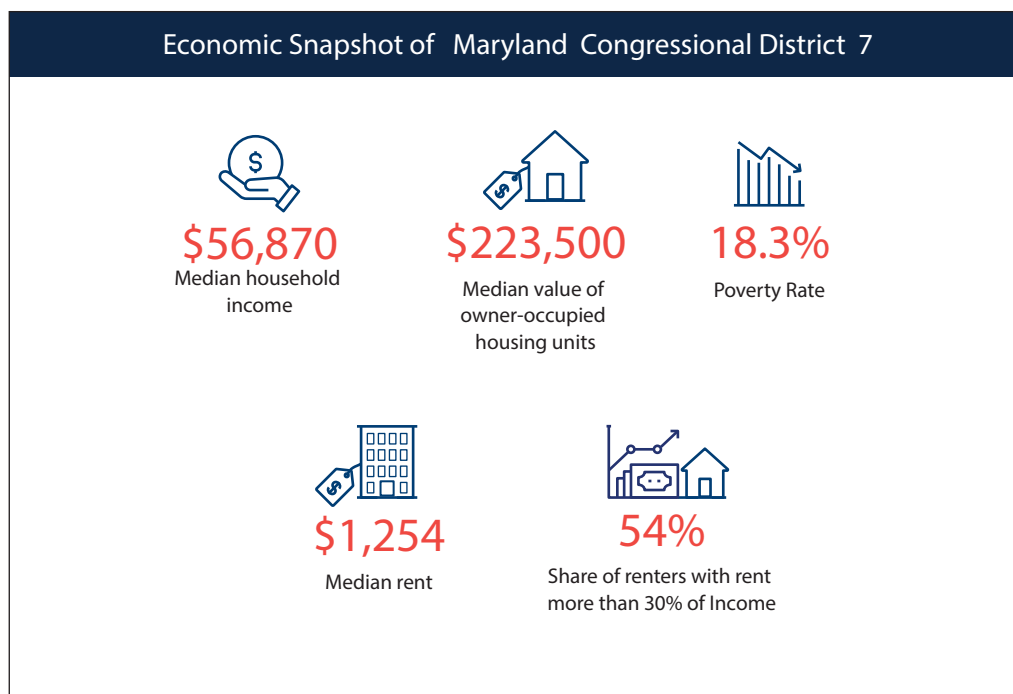 Economic Snapshot of Maryland Congressional District 7
$
$56,870
Median household
income
$
$223,500
Median value of
owner-occupied
housing units
18.3%
Poverty Rate
$
$1,254
Median rent
54%
Share of renters with rent
more than 30% of Income